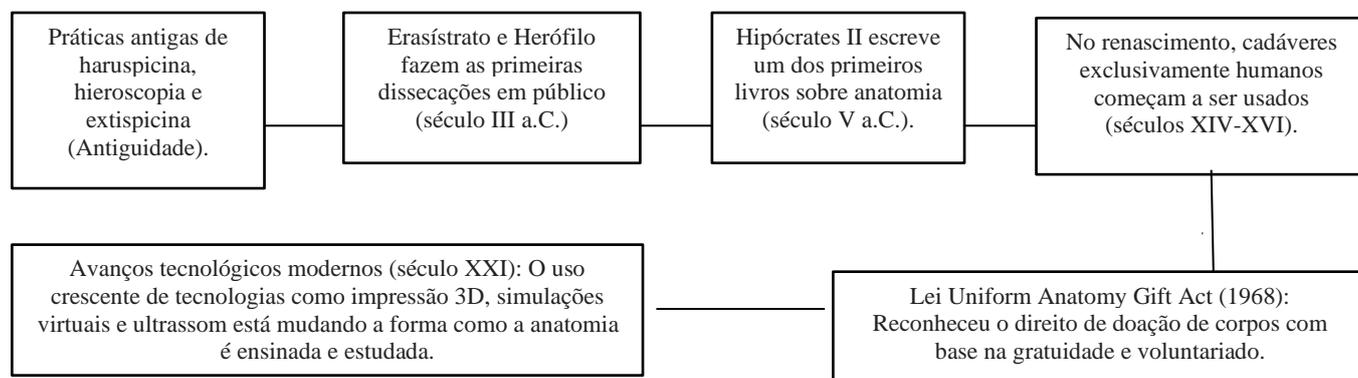 Práticas antigas de
haruspicina,
hieroscopia e
extispicina
(Antiguidade).
Erasístrato e Herófilo
fazem as primeiras
dissecações em público
(século III a.C.)
Hipócrates II escreve
um dos primeiros
livros sobre anatomia
(século V a.C.).
No renascimento, cadáveres
exclusivamente humanos
começam a ser usados
(séculos XIV-XVI).
Avanços tecnológicos modernos (século XXI): O uso
crescente de tecnologias como impressão 3D, simulações
virtuais e ultrassom está mudando a forma como a anatomia
é ensinada e estudada.
Lei Uniform Anatomy Gift Act (1968):
Reconheceu o direito de doação de corpos com
base na gratuidade e voluntariado.